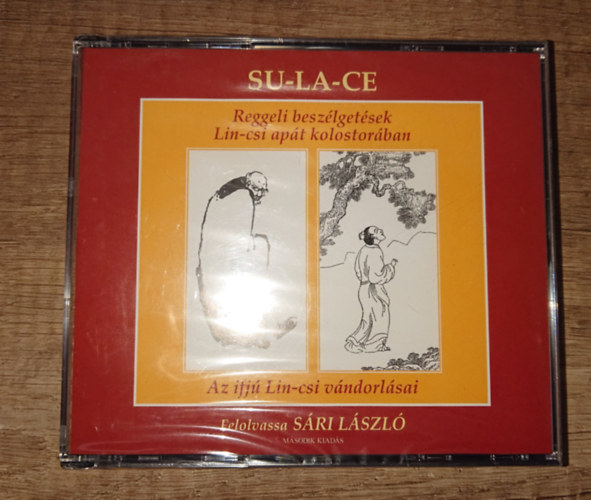 SU-LA-CE
Reggeli beszélgetések
Lin-csi apát kolostorában
Az ifjú Lin-csi vándorlásai
Felolvassa SÁRI LÁSZLÓ
MÁSODIK KIADÁS